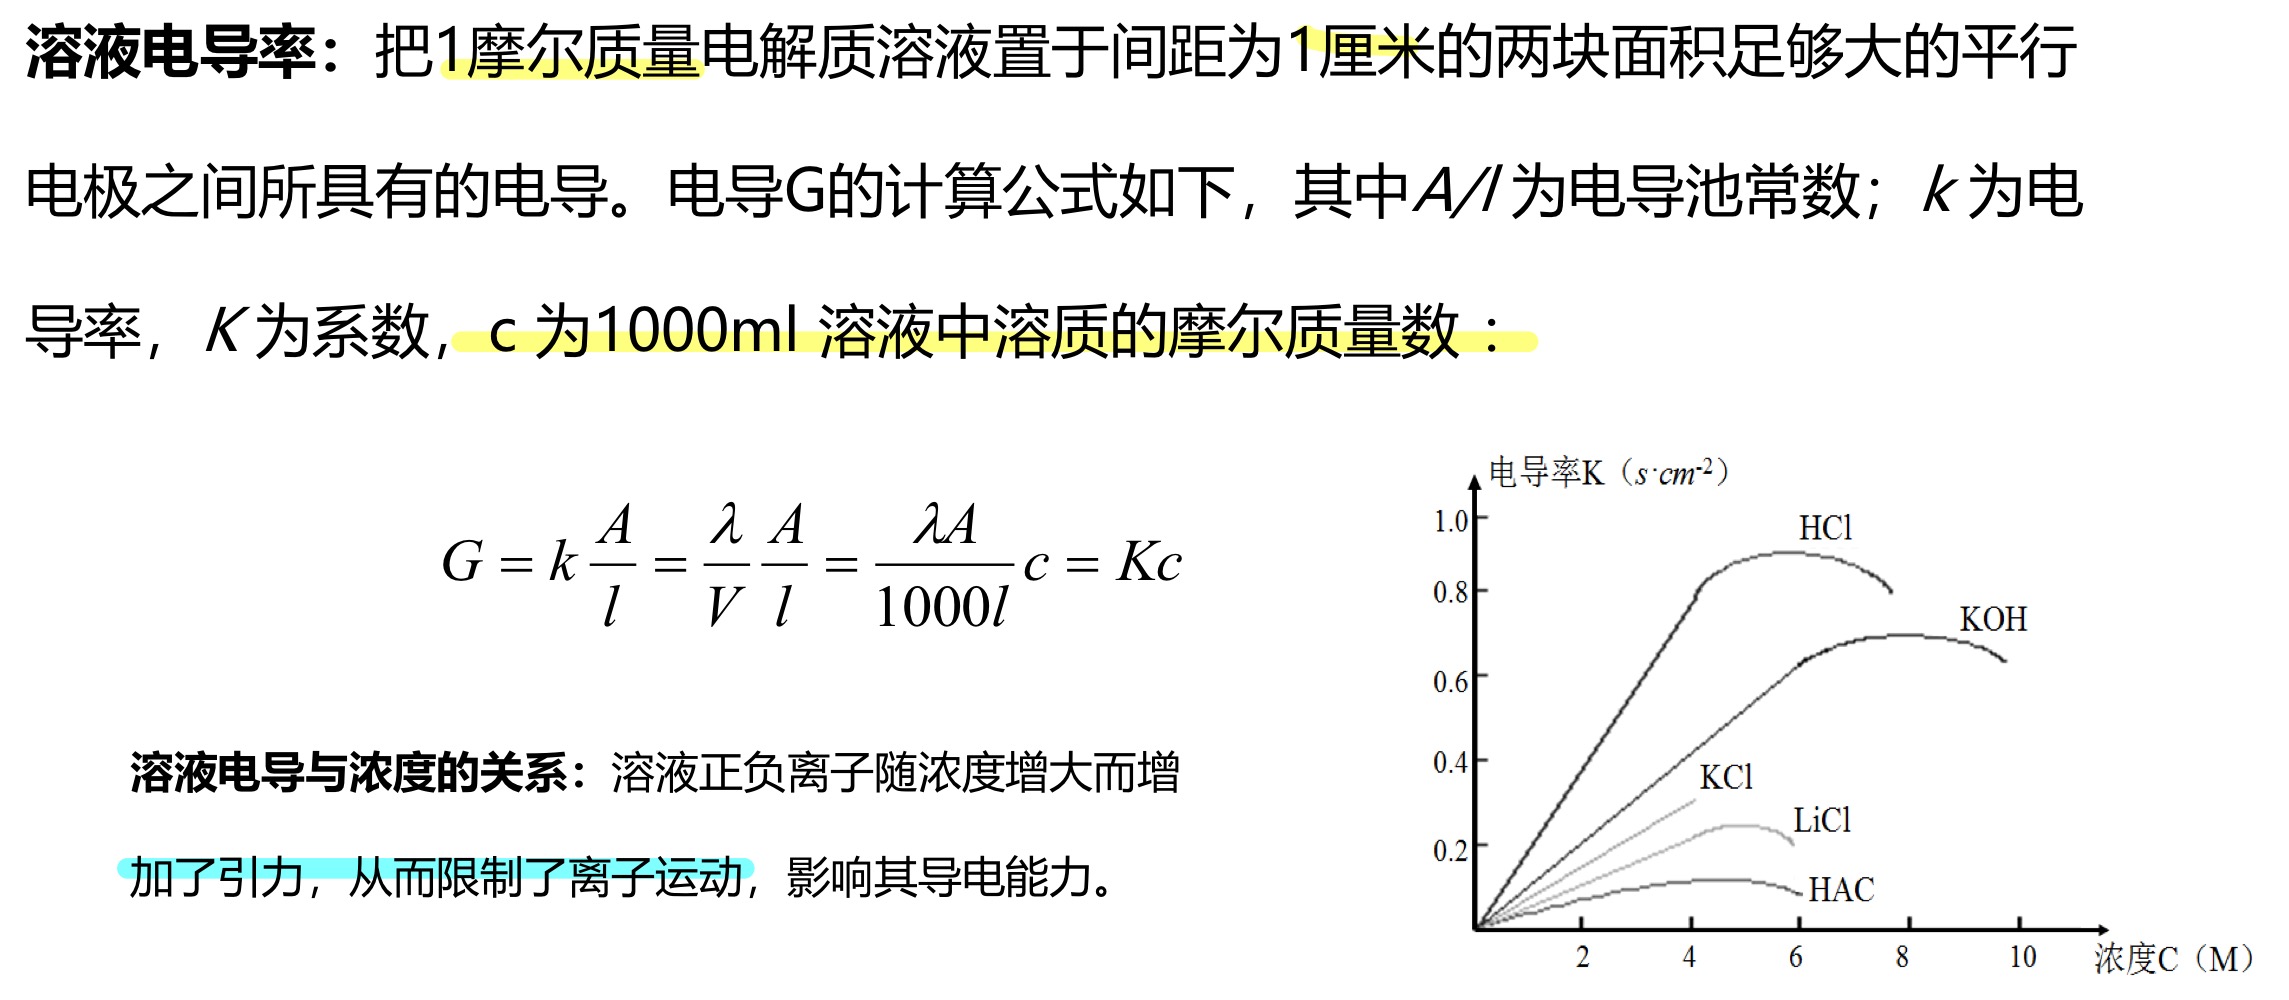 溶液电导率：把1摩尔质量电解质溶液置于间距为1厘米的两块面积足够大的平行
电极之间所具有的电导。电导G的计算公式如下，其中A/l 为电导池常数；k 为电
导率，K 为系数，c 为1000ml 溶液中溶质的摩尔质量数：
G = k A/l = λ/V A/l = λA/1000l c = Kc
溶液电导与浓度的关系：溶液正负离子随浓度增大而增
加了引力，从而限制了离子运动，影响其导电能力。
电导率K（s·cm-2）
1.0
HCl
0.8
KOH
0.6
0.4
KCl
LiCl
0.2
HAC
2 4 6 8 10 浓度C（M）